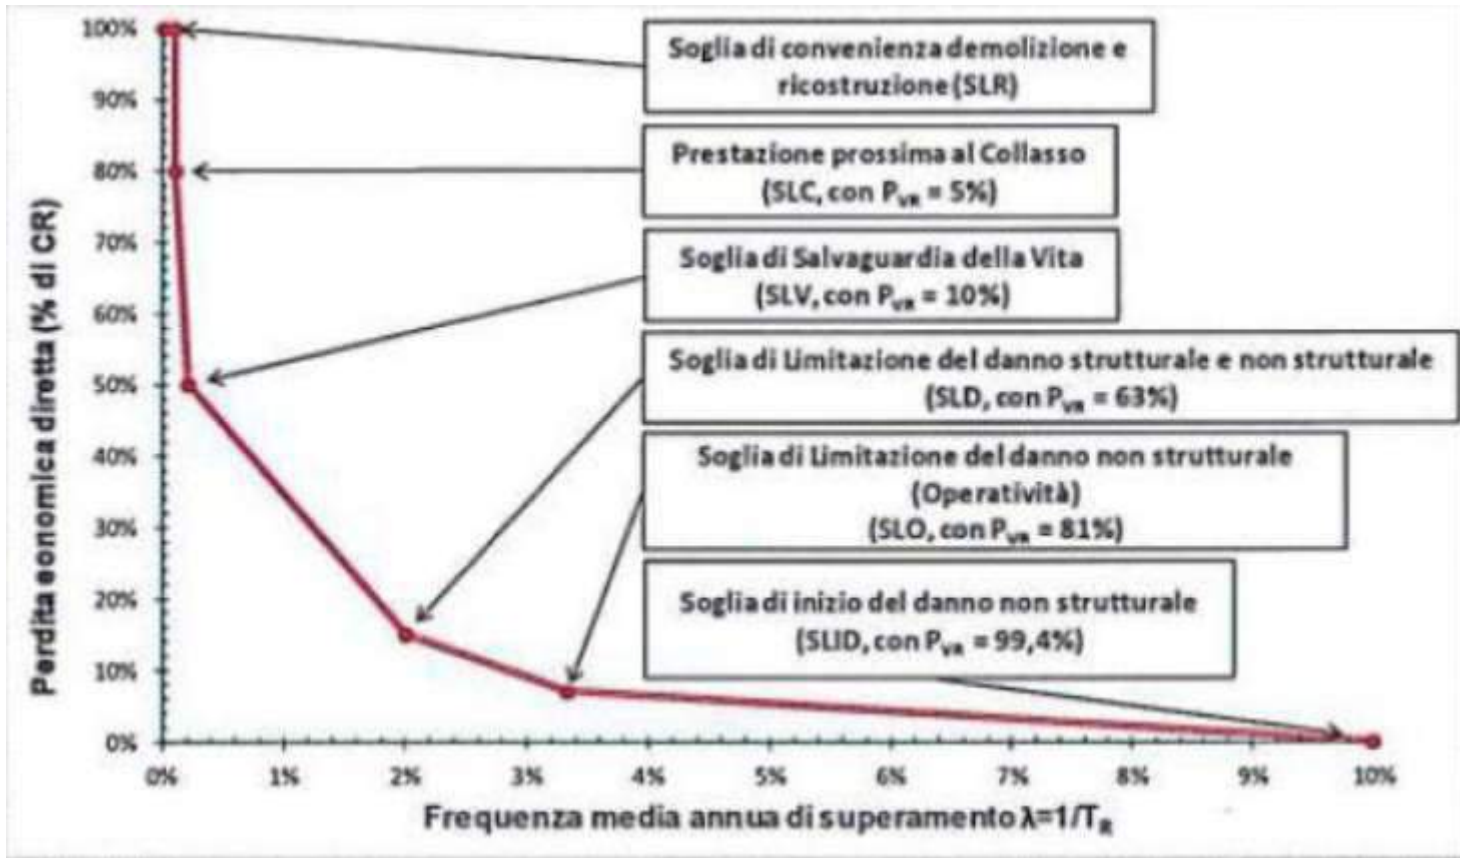 100%
90%
80%
70%
60%
50%
40%
30%
20%
10%
0%
Perdita economica diretta (% di CR)
Soglia di convenienza demolizione e
ricostruzione (SLR)
Prestazione prossima al Collasso
(SLC, con PVR = 5%)
Soglia di Salvaguardia della Vita
(SLV, con PVR = 10%)
Soglia di Limitazione del danno strutturale e non strutturale
(SLD, con PVR = 63%)
Soglia di Limitazione del danno non strutturale
(Operatività)
(SLO, con PVR = 81%)
Soglia di inizio del danno non strutturale
(SLID, con PVR = 99,4%)
0% 1% 2% 3% 4% 5% 6% 7% 8% 9% 10%
Frequenza media annua di superamento λ=1/TR